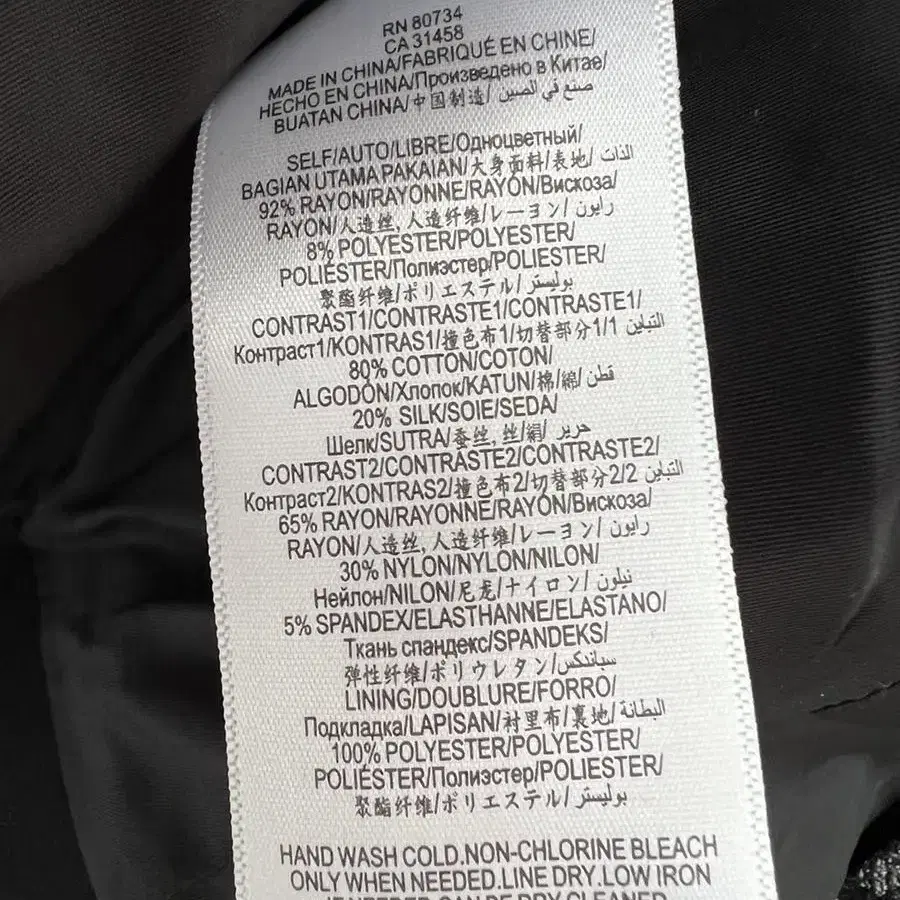 RN 80734
CA 31458
MADE IN CHINA/FABRIQUÉ EN CHINE/
HECHO EN CHINA/Произведено в Китае/
BUATAN CHINA/中国制造/ صنع في الصين
SELF/AUTO/LIBRE/Одноцветный/
BAGIAN UTAMA PAKAIAN/大身面料/表地/ الذات
92% RAYON/RAYONNE/RAYÓN/Вискоза/
RAYON/人造丝, 人造纤维/レーヨン/ رايون
8% POLYESTER/POLYESTER/
POLIÉSTER/Полиэстер/POLIESTER/
聚酯纤维/ポリエステル/ بوليستر
CONTRAST1/CONTRASTE1/CONTRASTE1/
Контраст1/KONTRAS1/撞色布1/切替部分1/1 التباين
80% COTTON/COTON/
ALGODÓN/Хлопок/KATUN/棉/綿/ قطن
20% SILK/SOIE/SEDA/
Шелк/SUTRA/蚕丝, 丝/絹/ حرير
CONTRAST2/CONTRASTE2/CONTRASTE2/
Контраст2/KONTRAS2/撞色布2/切替部分2/2 التباين
65% RAYON/RAYONNE/RAYÓN/Вискоза/
RAYON/人造丝, 人造纤维/レーヨン/ رايون
30% NYLON/NYLON/NILON/
Нейлон/NILON/尼龙/ナイロン/ نيلون
5% SPANDEX/ELASTHANNE/ELASTANO/
Ткань спандекс/SPANDEKS/
弹性纤维/ポリウレタン/ سباندكس
LINING/DOUBLURE/FORRO/
Подкладка/LAPISAN/衬里布/裏地/ البطانة
100% POLYESTER/POLYESTER/
POLIÉSTER/Полиэстер/POLIESTER/
聚酯纤维/ポリエステル/ بوليستر
HAND WASH COLD.NON-CHLORINE BLEACH
ONLY WHEN NEEDED.LINE DRY.LOW IRON
IF NEEDED.CAN BE DRY CLEANED